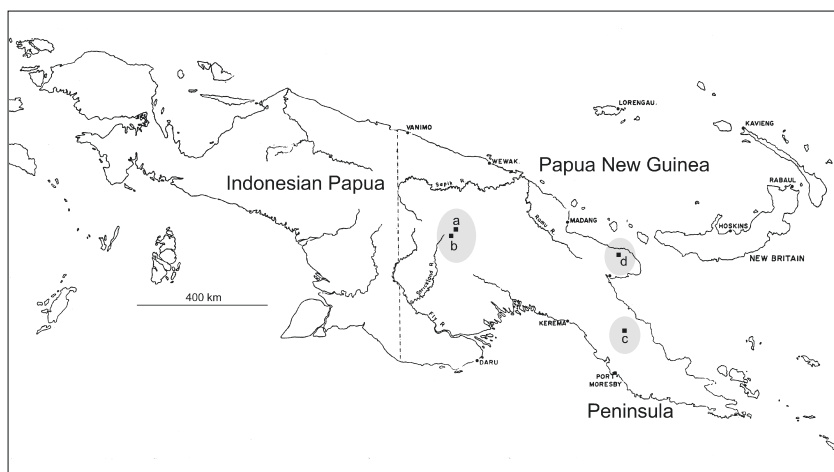 LORENGAU.
KAVIENG
VANIMO
WEWAK.
Papua New Guinea
Indonesian Papua
Sepik R.
RABAUL
a
b
MADANG
Ramu R.
HOSKINS
d
NEW BRITAIN
400 km
Strickland R.
Fly R.
KEREMA
c
DARU
PORT
MORESBY
Peninsula